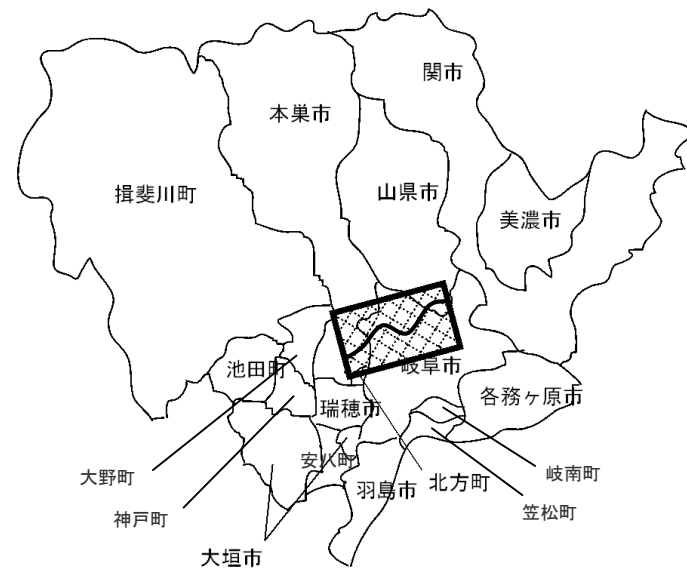 関市
本巣市
揖斐川町
山県市
美濃市
池田町
岐阜市
各務ヶ原市
瑞穂市
大野町
安八町
岐南町
羽島市
北方町
神戸町
笠松町
大垣市